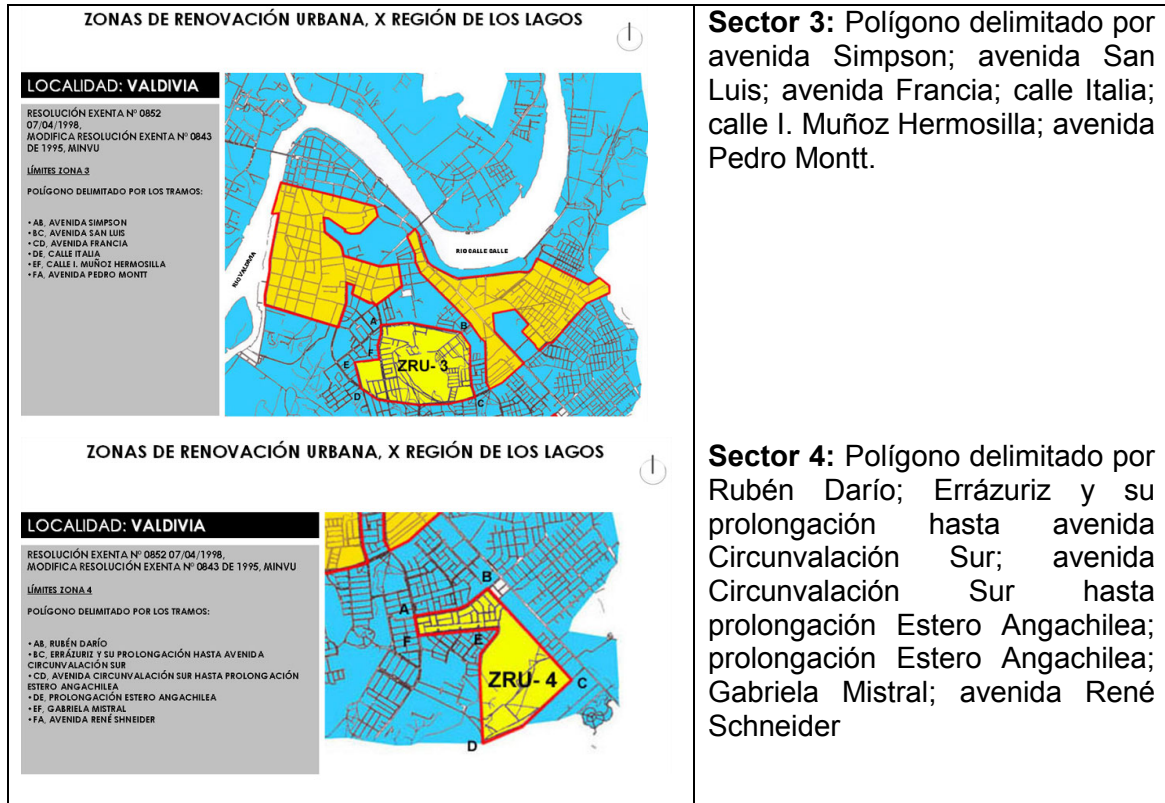 ZONAS DE RENOVACIÓN URBANA, X REGIÓN DE LOS LAGOS
LOCALIDAD: VALDIVIA
RESOLUCIÓN EXENTA Nº 0852
07/04/1998,
MODIFICA RESOLUCIÓN EXENTA Nº 0843
DE 1995, MINVU
LÍMITES ZONA 3
POLÍGONO DELIMITADO POR LOS TRAMOS:
• AB, AVENIDA SIMPSON
• BC, AVENIDA SAN LUIS
• CD, AVENIDA FRANCIA
• DE, CALLE ITALIA
• EF, CALLE I. MUÑOZ HERMOSILLA
• FA, AVENIDA PEDRO MONTT
RIO VALDIVIA
RIO CALLE CALLE
A
B
F
E
ZRU- 3
D
C
Sector 3: Polígono delimitado por
avenida Simpson; avenida San
Luis; avenida Francia; calle Italia;
calle I. Muñoz Hermosilla; avenida
Pedro Montt.
ZONAS DE RENOVACIÓN URBANA, X REGIÓN DE LOS LAGOS
LOCALIDAD: VALDIVIA
RESOLUCIÓN EXENTA Nº 0852 07/04/1998,
MODIFICA RESOLUCIÓN EXENTA Nº 0843 DE 1995, MINVU
LÍMITES ZONA 4
POLÍGONO DELIMITADO POR LOS TRAMOS:
• AB, RUBÉN DARÍO
• BC, ERRÁZURIZ Y SU PROLONGACIÓN HASTA AVENIDA
CIRCUNVALACIÓN SUR
• CD, AVENIDA CIRCUNVALACIÓN SUR HASTA PROLONGACIÓN
ESTERO ANGACHILEA
• DE, PROLONGACIÓN ESTERO ANGACHILEA
• EF, GABRIELA MISTRAL
• FA, AVENIDA RENÉ SHNEIDER
B
A
F
E
ZRU- 4
C
D
Sector 4: Polígono delimitado por
Rubén Darío; Errázuriz y su
prolongación hasta avenida
Circunvalación Sur; avenida
Circunvalación Sur hasta
prolongación Estero Angachilea;
prolongación Estero Angachilea;
Gabriela Mistral; avenida René
Schneider